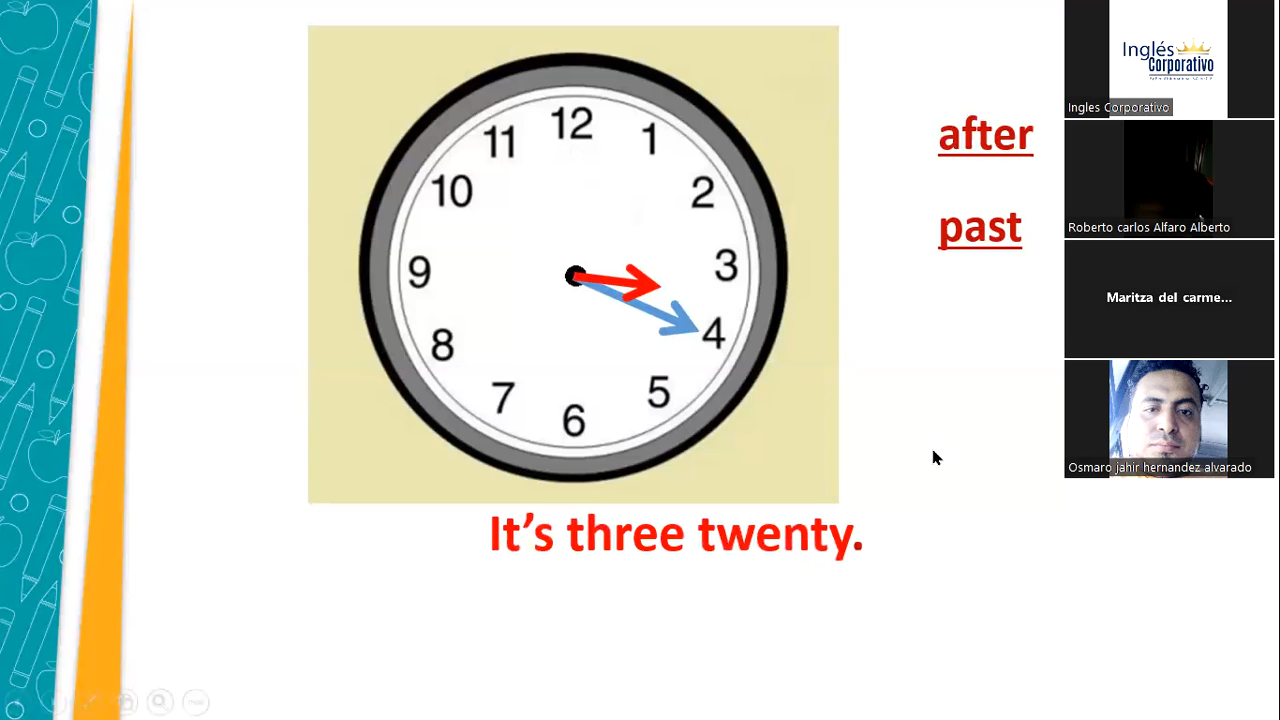 12
11
1
10
2
9
3
8
4
7
5
6
after
past
It's three twenty.
Inglés
Corporativo
Ingles Corporativo
Roberto carlos Alfaro Alberto
Maritza del carme...
Osmaro jahir hernandez alvarado